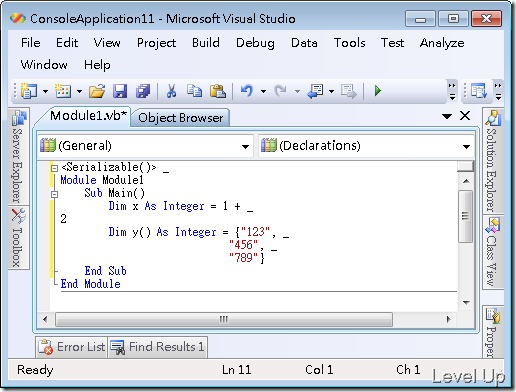 ConsoleApplication11 - Microsoft Visual Studio
File Edit View Project Build Debug Data Tools Test Analyze
Window Help
Module1.vb* Object Browser
(General) (Declarations)
<Serializable()> _
Module Module1
Sub Main()
Dim x As Integer = 1 + _
2
Dim y() As Integer = {"123", _
"456", _
"789"}
End Sub
End Module
Server Explorer
Toolbox
Solution Explorer
Class View
Proper
Error List Find Results 1
Ready Ln 11 Col 1 Ch 1
Level Up